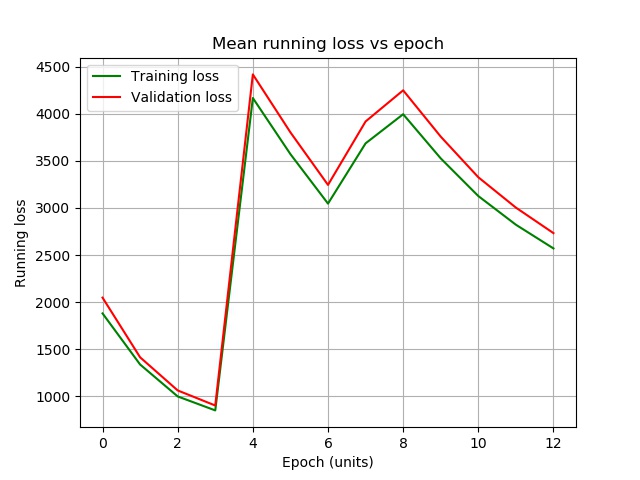 Mean running loss vs epoch
Training loss
Validation loss
Running loss
4500
4000
3500
3000
2500
2000
1500
1000
0 2 4 6 8 10 12
Epoch (units)